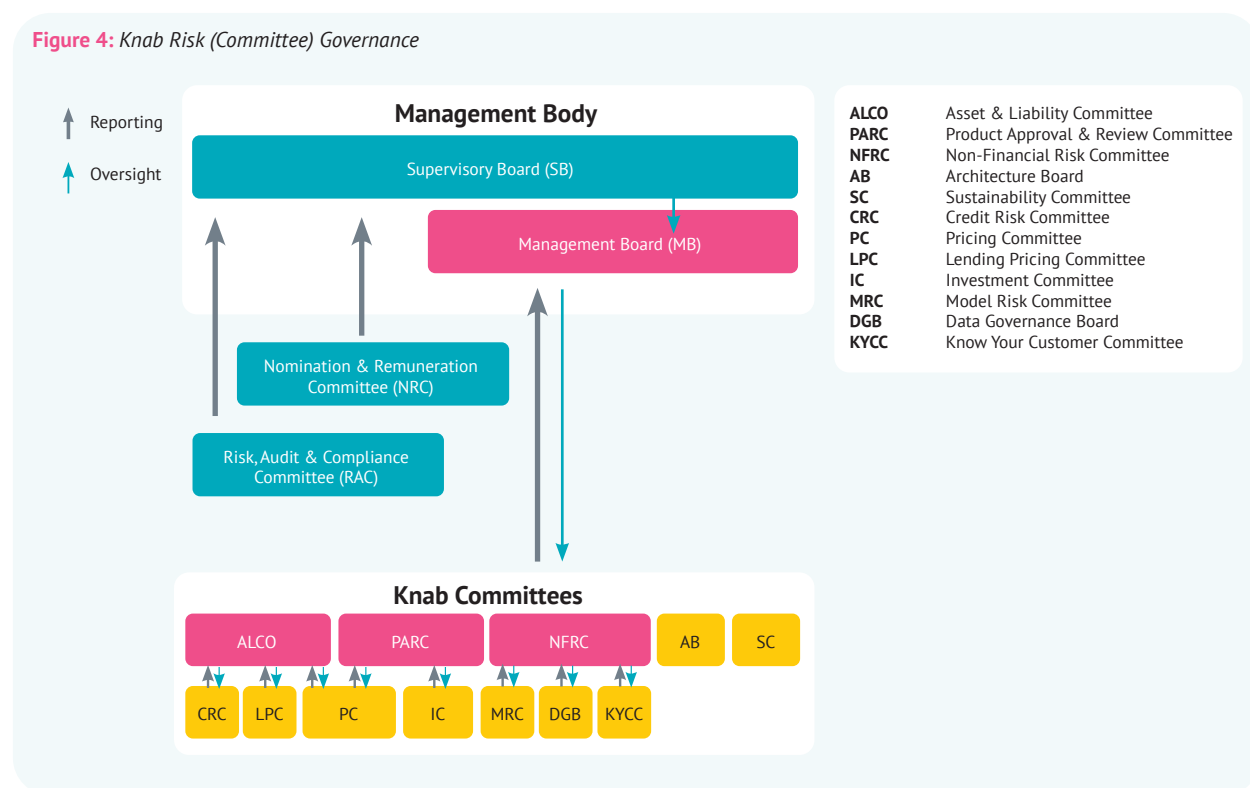 Figure 4: Knab Risk (Committee) Governance
Reporting
Oversight
Management Body
Supervisory Board (SB)
Management Board (MB)
Nomination & Remuneration
Committee (NRC)
Risk, Audit & Compliance
Committee (RAC)
Knab Committees
ALCO
PARC
NFRC
AB
SC
CRC
LPC
PC
IC
MRC
DGB
KYCC
ALCO Asset & Liability Committee
PARC Product Approval & Review Committee
NFRC Non-Financial Risk Committee
AB Architecture Board
SC Sustainability Committee
CRC Credit Risk Committee
PC Pricing Committee
LPC Lending Pricing Committee
IC Investment Committee
MRC Model Risk Committee
DGB Data Governance Board
KYCC Know Your Customer Committee